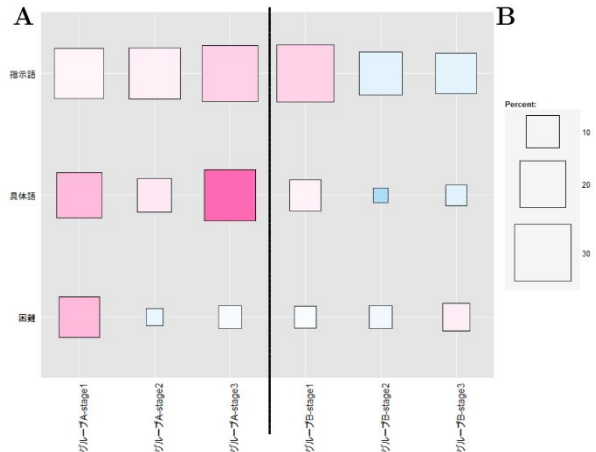 A
B
指示語
具体語
困難
Percent:
10
20
30
グループA-stage1
グループA-stage2
グループA-stage3
グループB-stage1
グループB-stage2
グループB-stage3